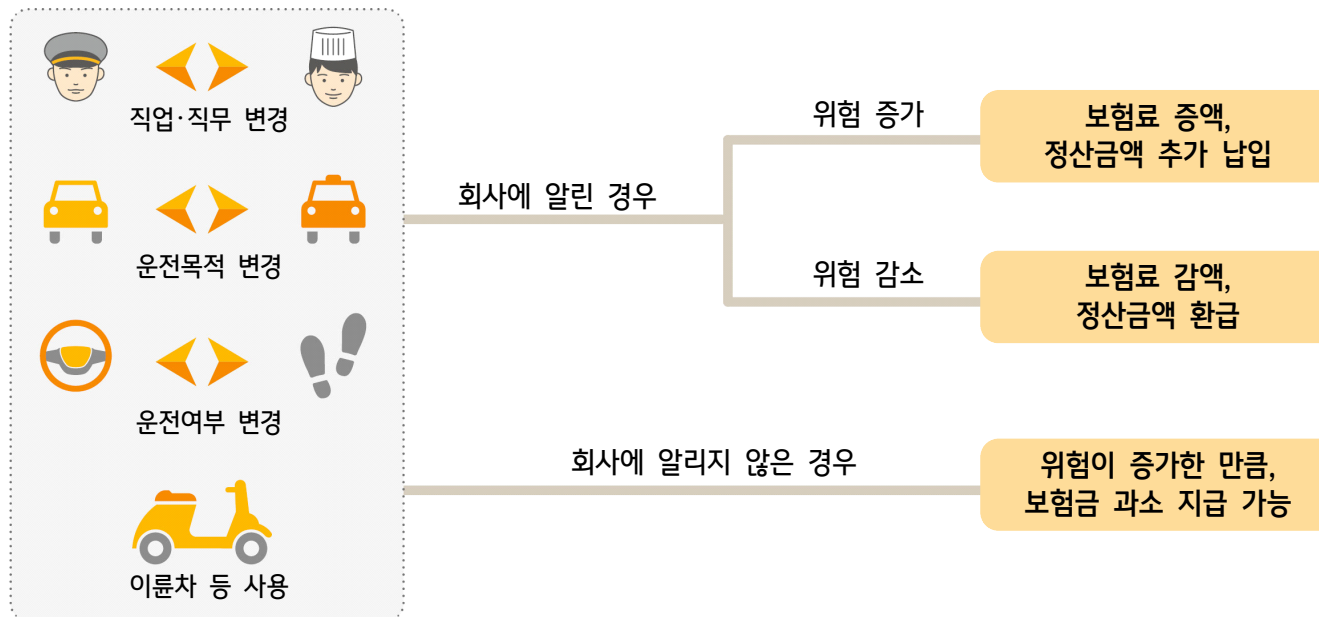 직업·직무 변경
운전목적 변경
운전여부 변경
이륜차 등 사용
회사에 알린 경우
위험 증가
보험료 증액,
정산금액 추가 납입
위험 감소
보험료 감액,
정산금액 환급
회사에 알리지 않은 경우
위험이 증가한 만큼,
보험금 과소 지급 가능